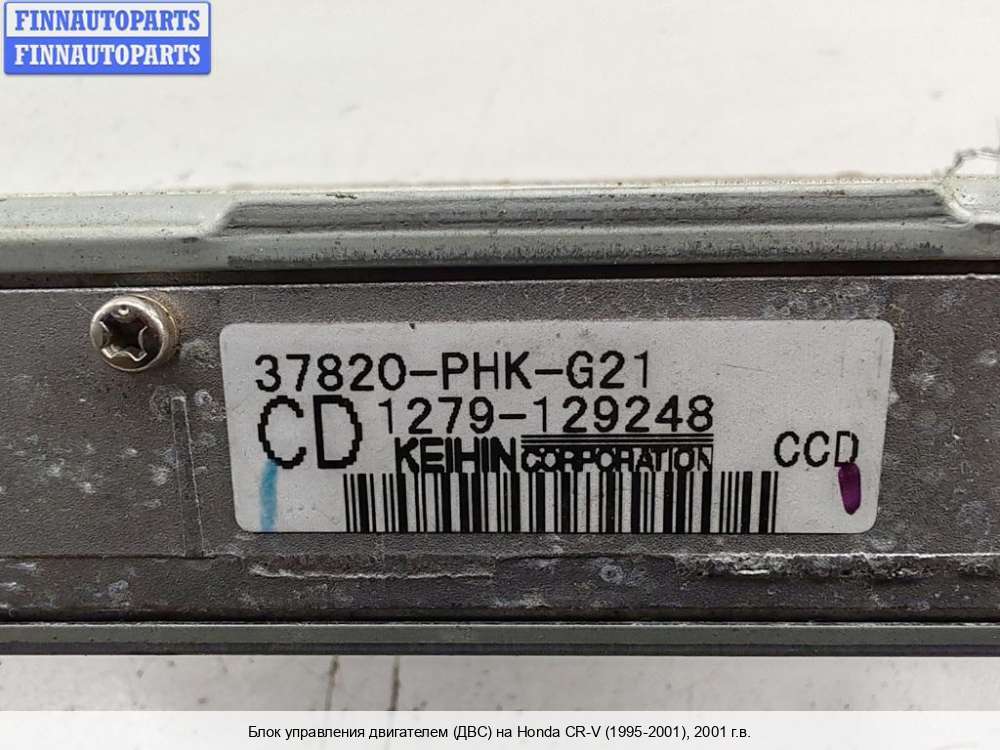 FINNAUTOPARTS
FINNAUTOPARTS
37820-PHK-G21
CD 1279-129248
KEIHIN CORPORATION CCD
Блок управления двигателем (ДВС) на Honda CR-V (1995-2001), 2001 г.в.